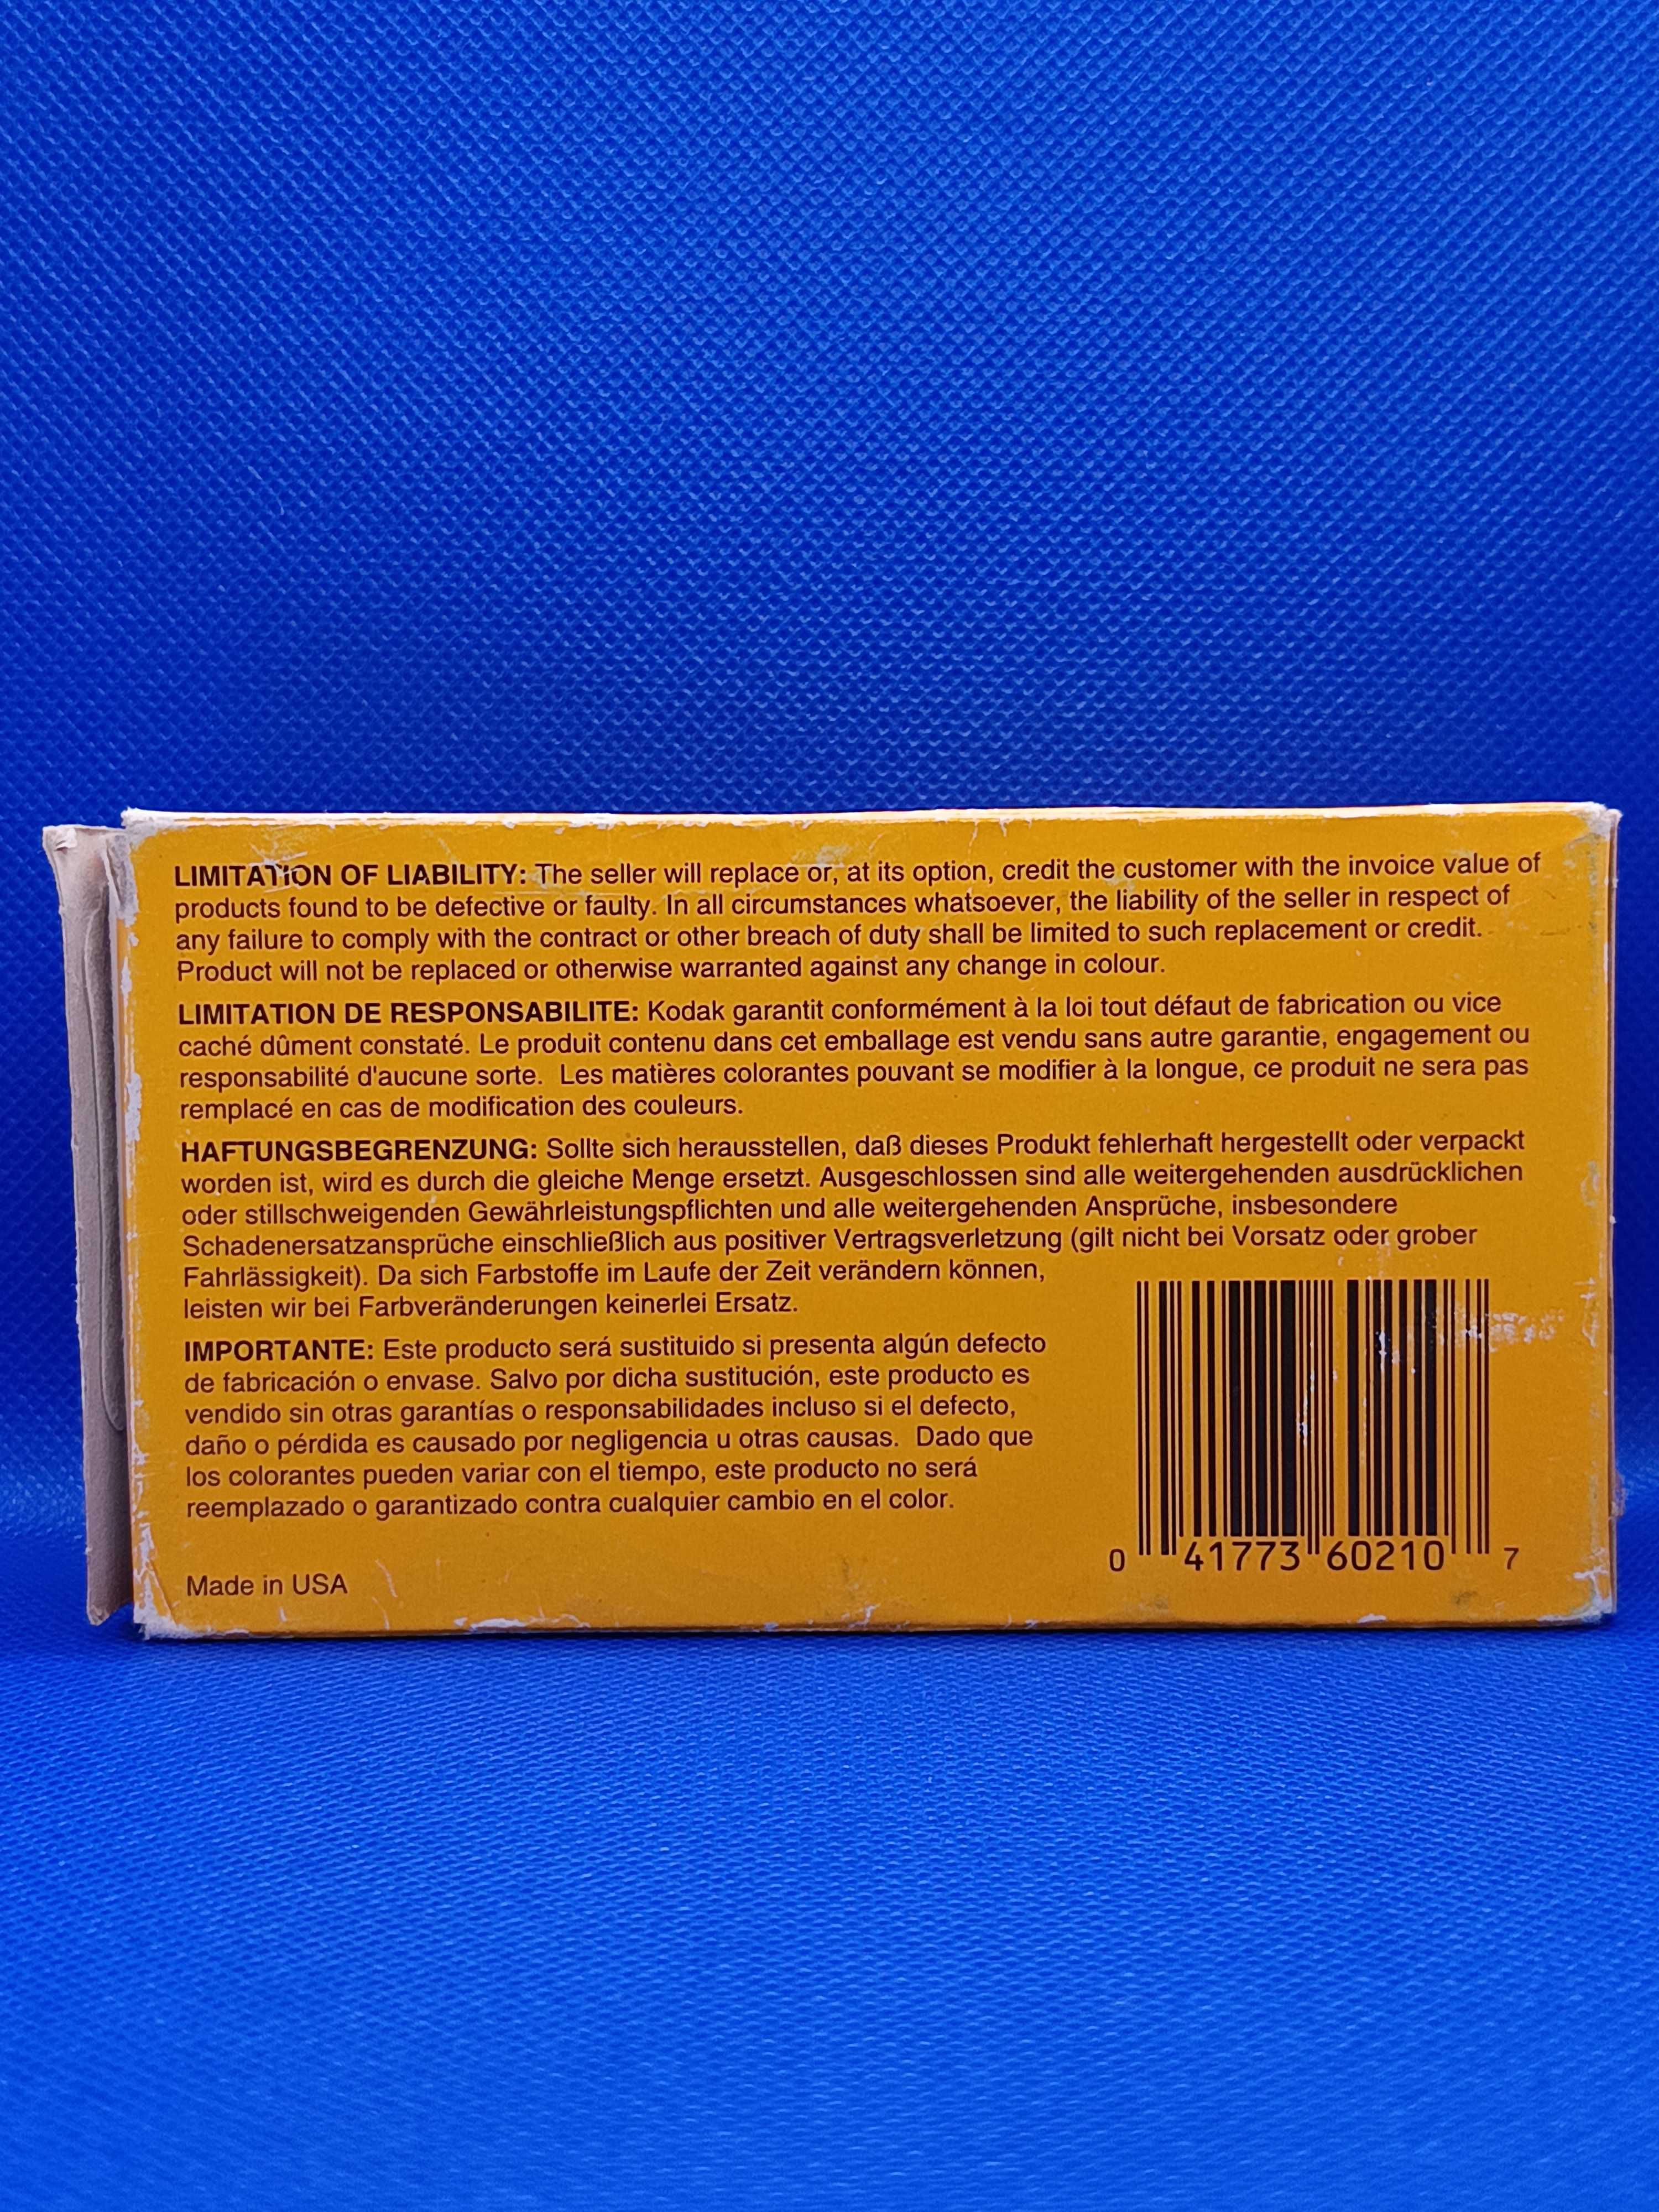 LIMITATION OF LIABILITY: The seller will replace or, at its option, credit the customer with the invoice value of
products found to be defective or faulty. In all circumstances whatsoever, the liability of the seller in respect of
any failure to comply with the contract or other breach of duty shall be limited to such replacement or credit.
Product will not be replaced or otherwise warranted against any change in colour.
LIMITATION DE RESPONSABILITE: Kodak garantit conformément à la loi tout défaut de fabrication ou vice
caché dûment constaté. Le produit contenu dans cet emballage est vendu sans autre garantie, engagement ou
responsabilité d'aucune sorte. Les matières colorantes pouvant se modifier à la longue, ce produit ne sera pas
remplacé en cas de modification des couleurs.
HAFTUNGSBEGRENZUNG: Sollte sich herausstellen, daß dieses Produkt fehlerhaft hergestellt oder verpackt
worden ist, wird es durch die gleiche Menge ersetzt. Ausgeschlossen sind alle weitergehenden ausdrücklichen
oder stillschweigenden Gewährleistungspflichten und alle weitergehenden Ansprüche, insbesondere
Schadenersatzansprüche einschließlich aus positiver Vertragsverletzung (gilt nicht bei Vorsatz oder grober
Fahrlässigkeit). Da sich Farbstoffe im Laufe der Zeit verändern können,
leisten wir bei Farbveränderungen keinerlei Ersatz.
IMPORTANTE: Este producto será sustituido si presenta algún defecto
de fabricación o envase. Salvo por dicha sustitución, este producto es
vendido sin otras garantías o responsabilidades incluso si el defecto,
daño o pérdida es causado por negligencia u otras causas. Dado que
los colorantes pueden variar con el tiempo, este producto no será
reemplazado o garantizado contra cualquier cambio en el color.
0 41773 60210 7
Made in USA